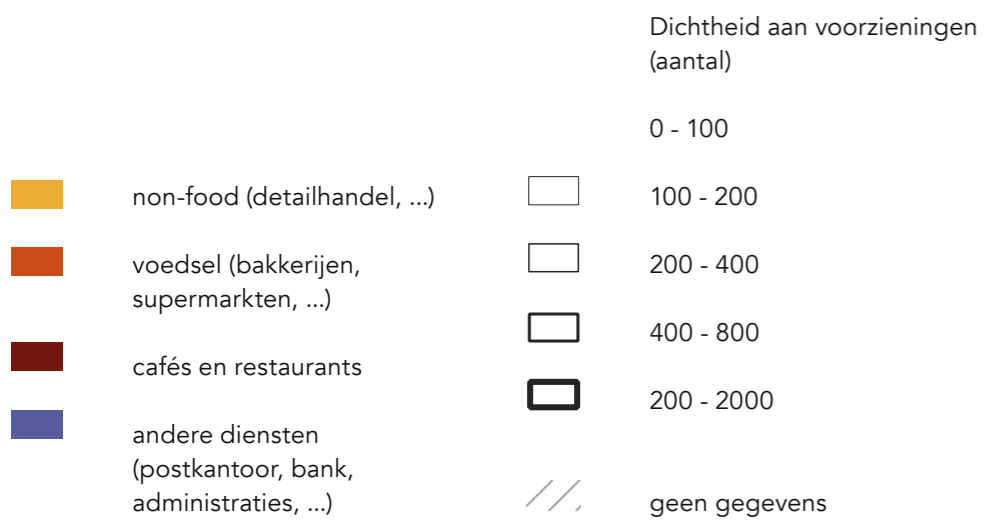 non-food (detailhandel, ...)
voedsel (bakkerijen,
supermarkten, ...)
cafés en restaurants
andere diensten
(postkantoor, bank,
administraties, ...)
Dichtheid aan voorzieningen
(aantal)
0 - 100
100 - 200
200 - 400
400 - 800
200 - 2000
geen gegevens